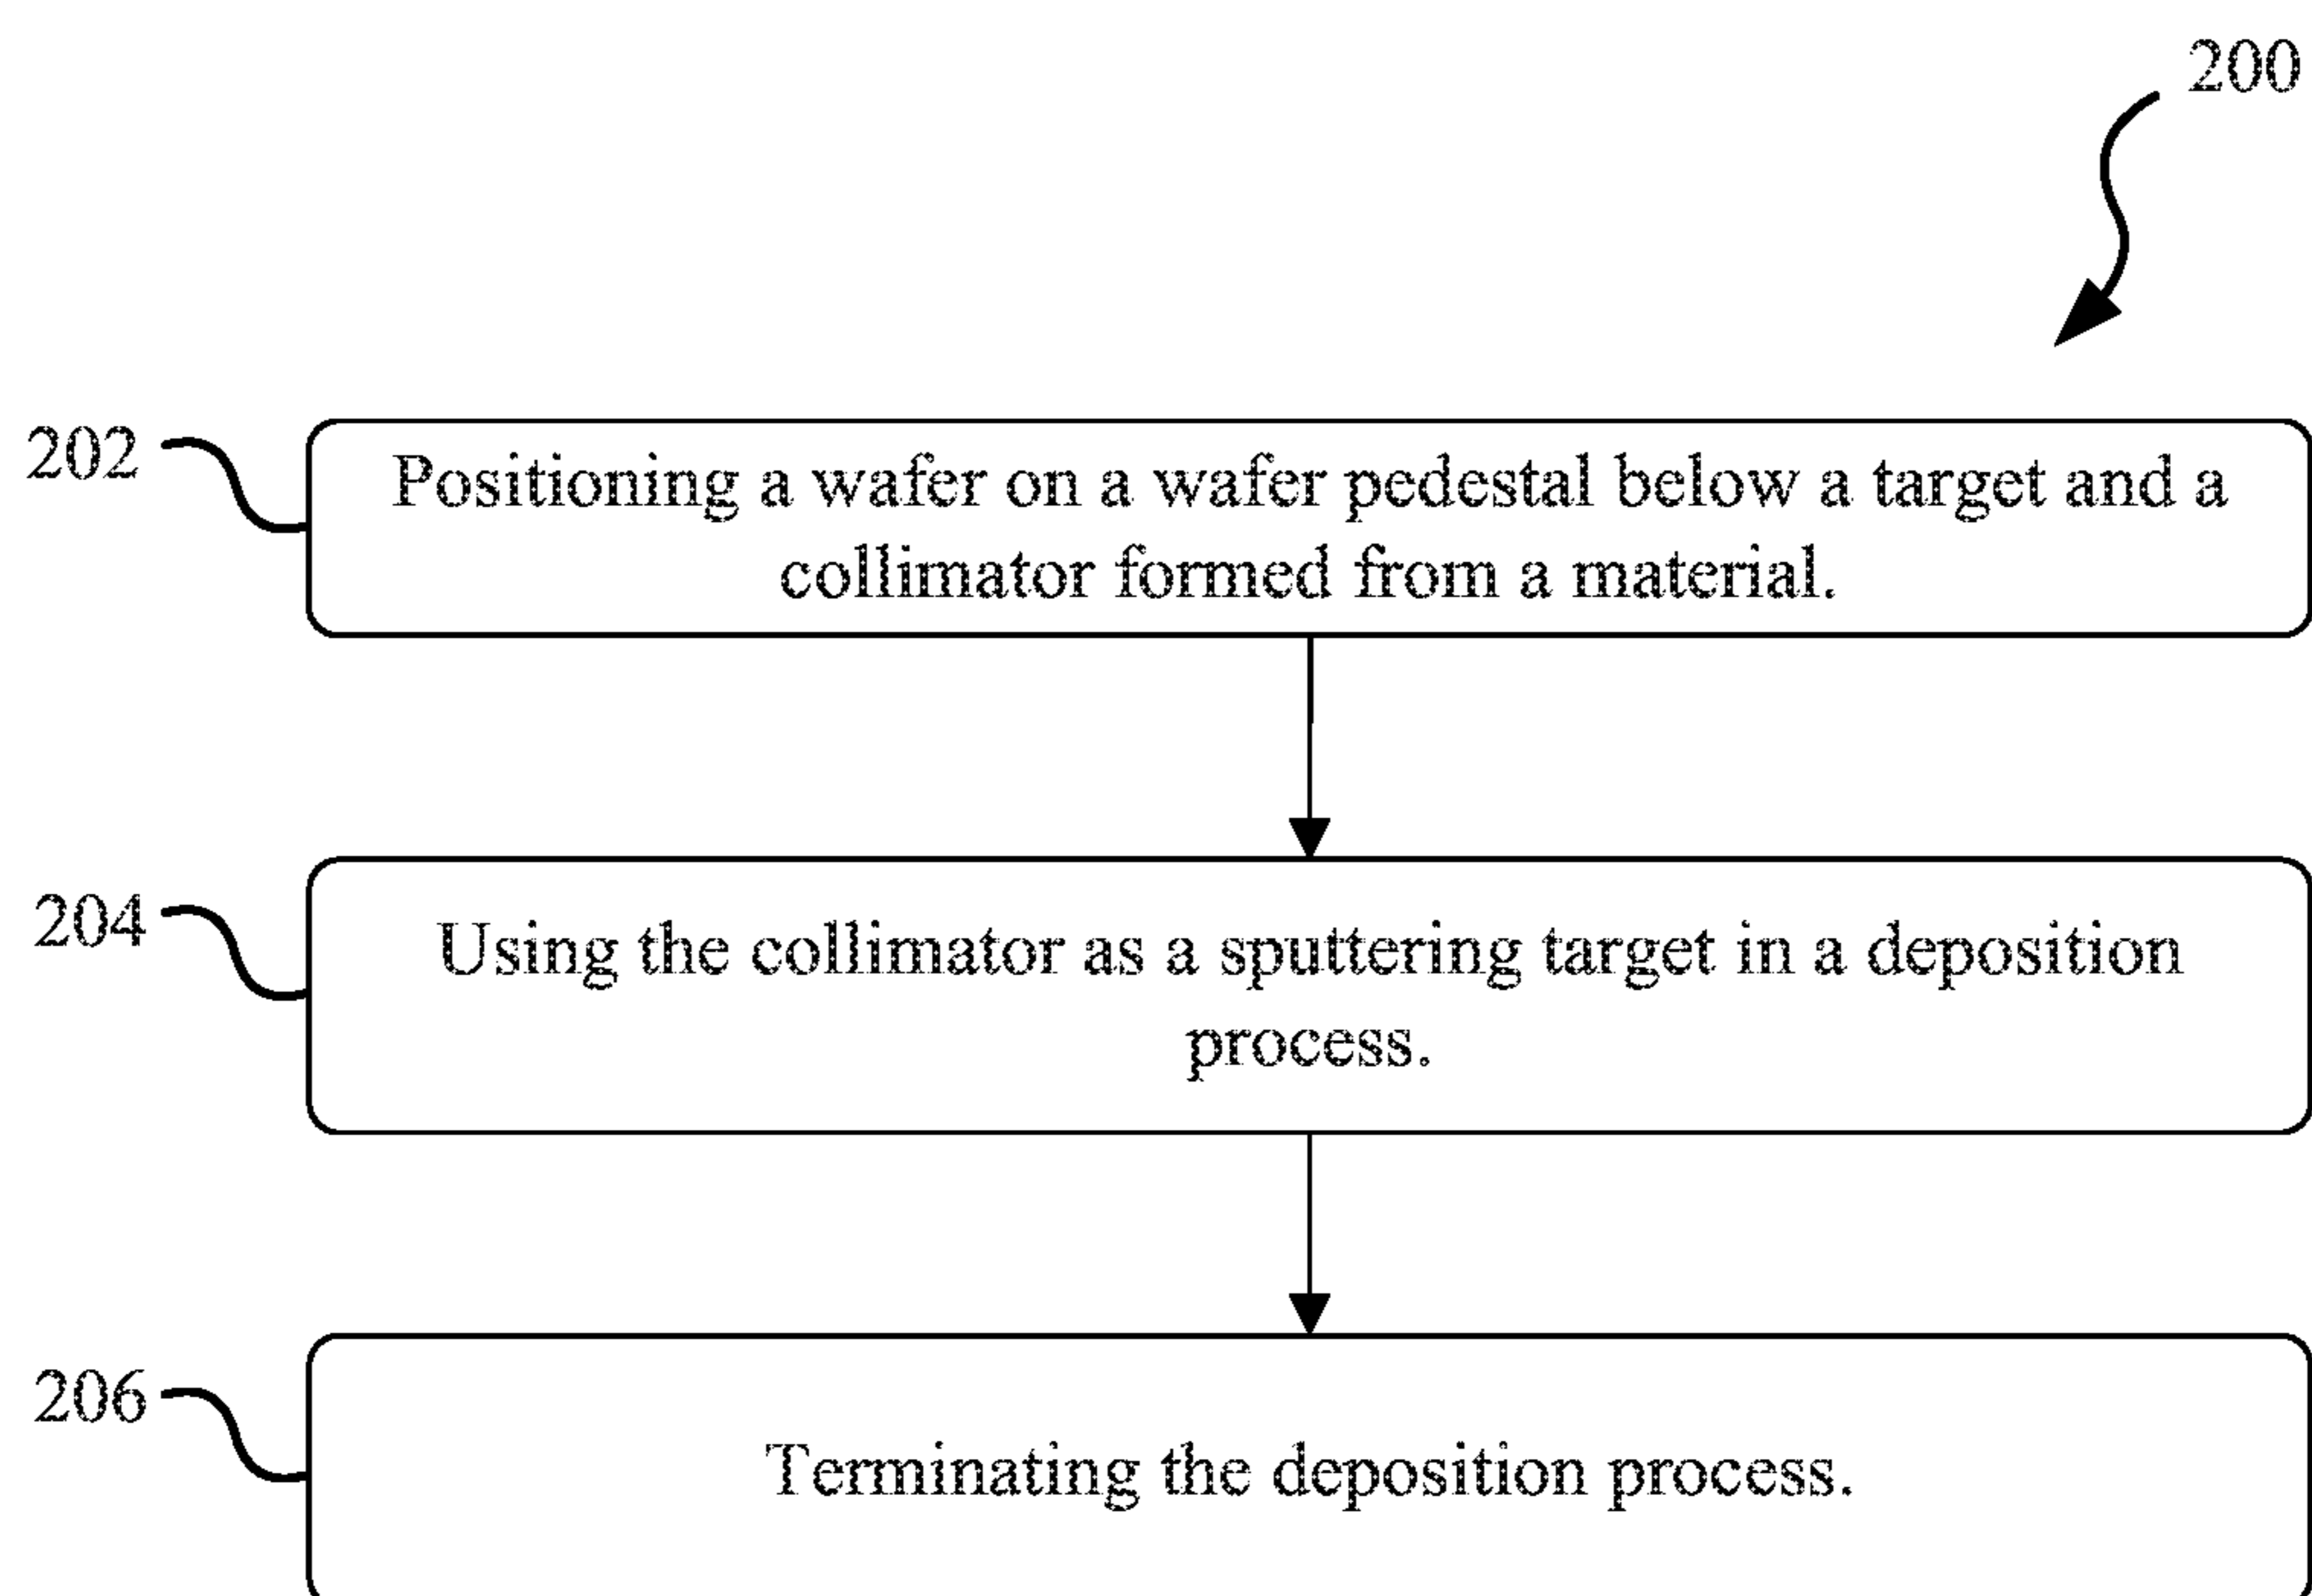 200
202
Positioning a wafer on a wafer pedestal below a target and a
collimator formed from a material.
204
Using the collimator as a sputtering target in a deposition
process.
206
Terminating the deposition process.